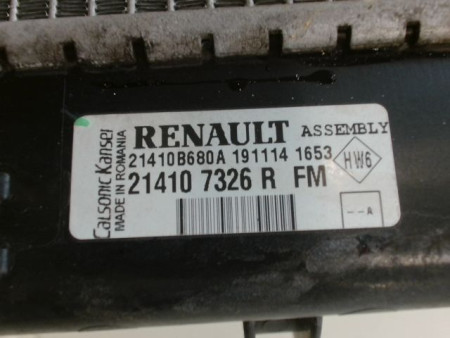 Calsonic Kansei
MADE IN ROMANIA
RENAULT ASSEMBLY
21410B680A 191114 1653
21410 7326 R FM
HW6
--A